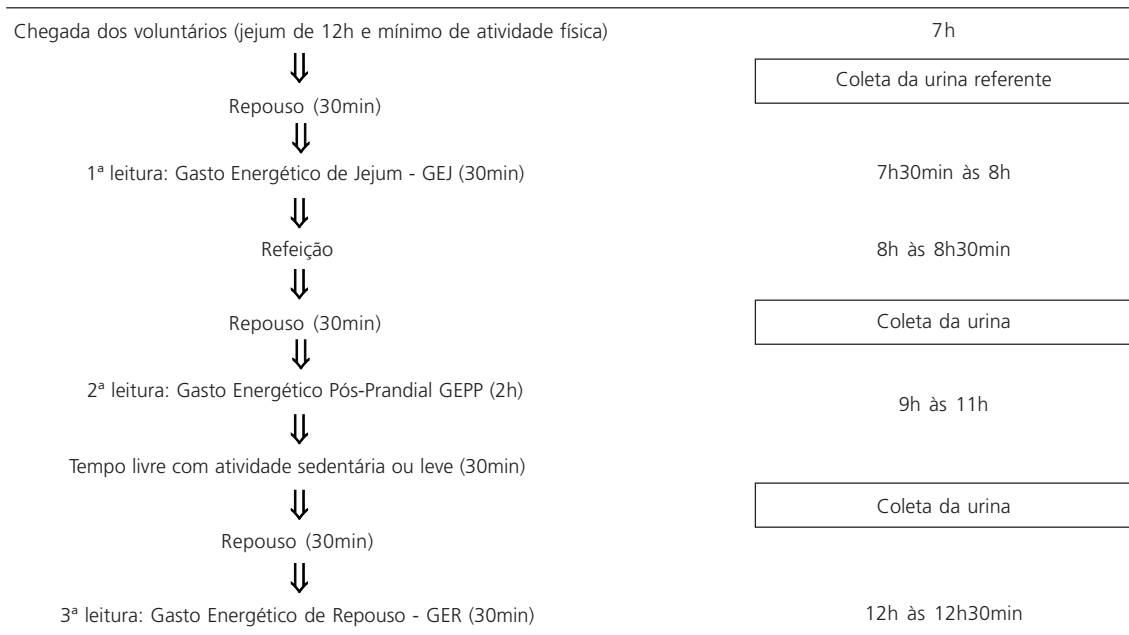 Chegada dos voluntários (jejum de 12h e mínimo de atividade física) 7h
Coleta da urina referente
Repouso (30min)
1ª leitura: Gasto Energético de Jejum - GEJ (30min) 7h30min às 8h
Refeição 8h às 8h30min
Repouso (30min) Coleta da urina
2ª leitura: Gasto Energético Pós-Prandial GEPP (2h) 9h às 11h
Tempo livre com atividade sedentária ou leve (30min)
Coleta da urina
Repouso (30min)
3ª leitura: Gasto Energético de Repouso - GER (30min) 12h às 12h30min